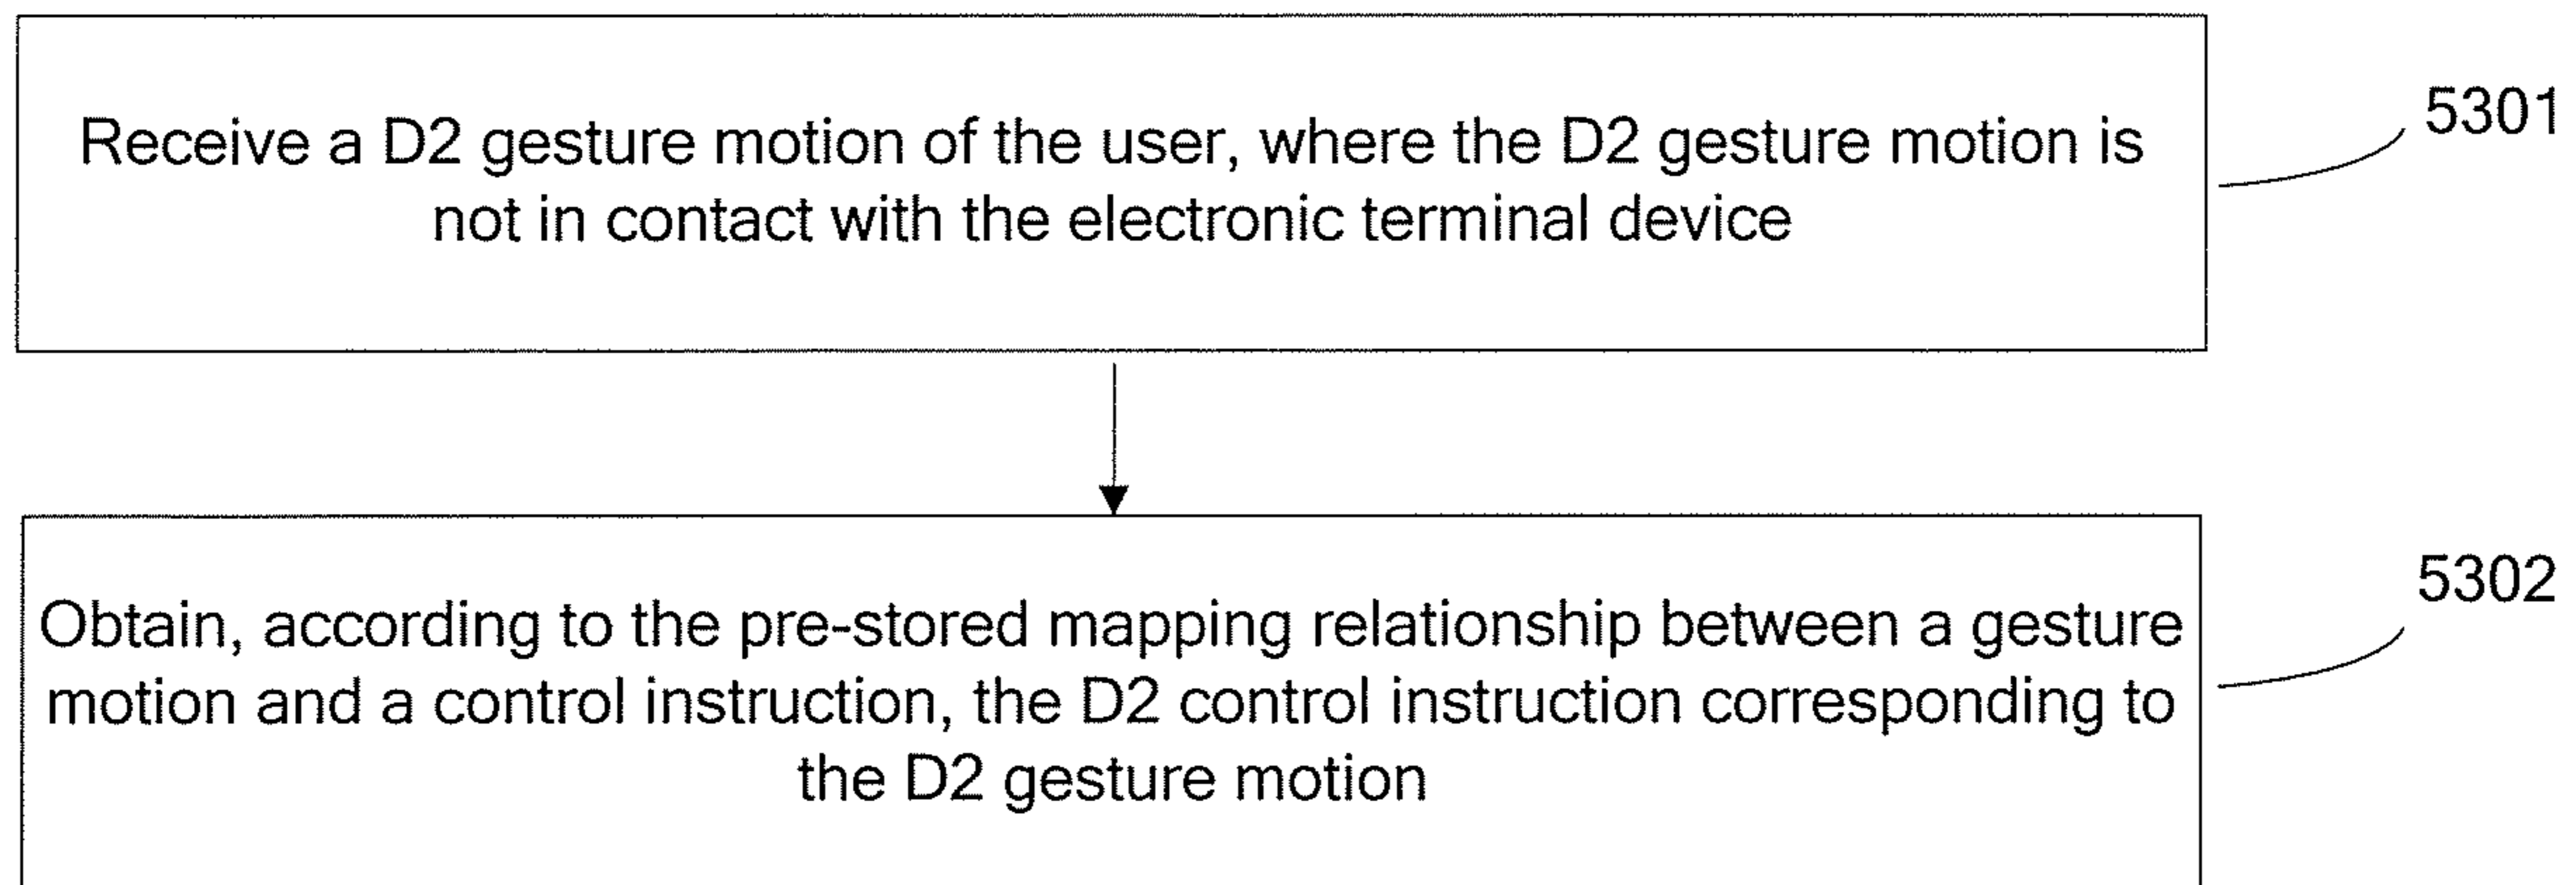 Receive a D2 gesture motion of the user, where the D2 gesture motion is
not in contact with the electronic terminal device
5301
Obtain, according to the pre-stored mapping relationship between a gesture
motion and a control instruction, the D2 control instruction corresponding to
the D2 gesture motion
5302